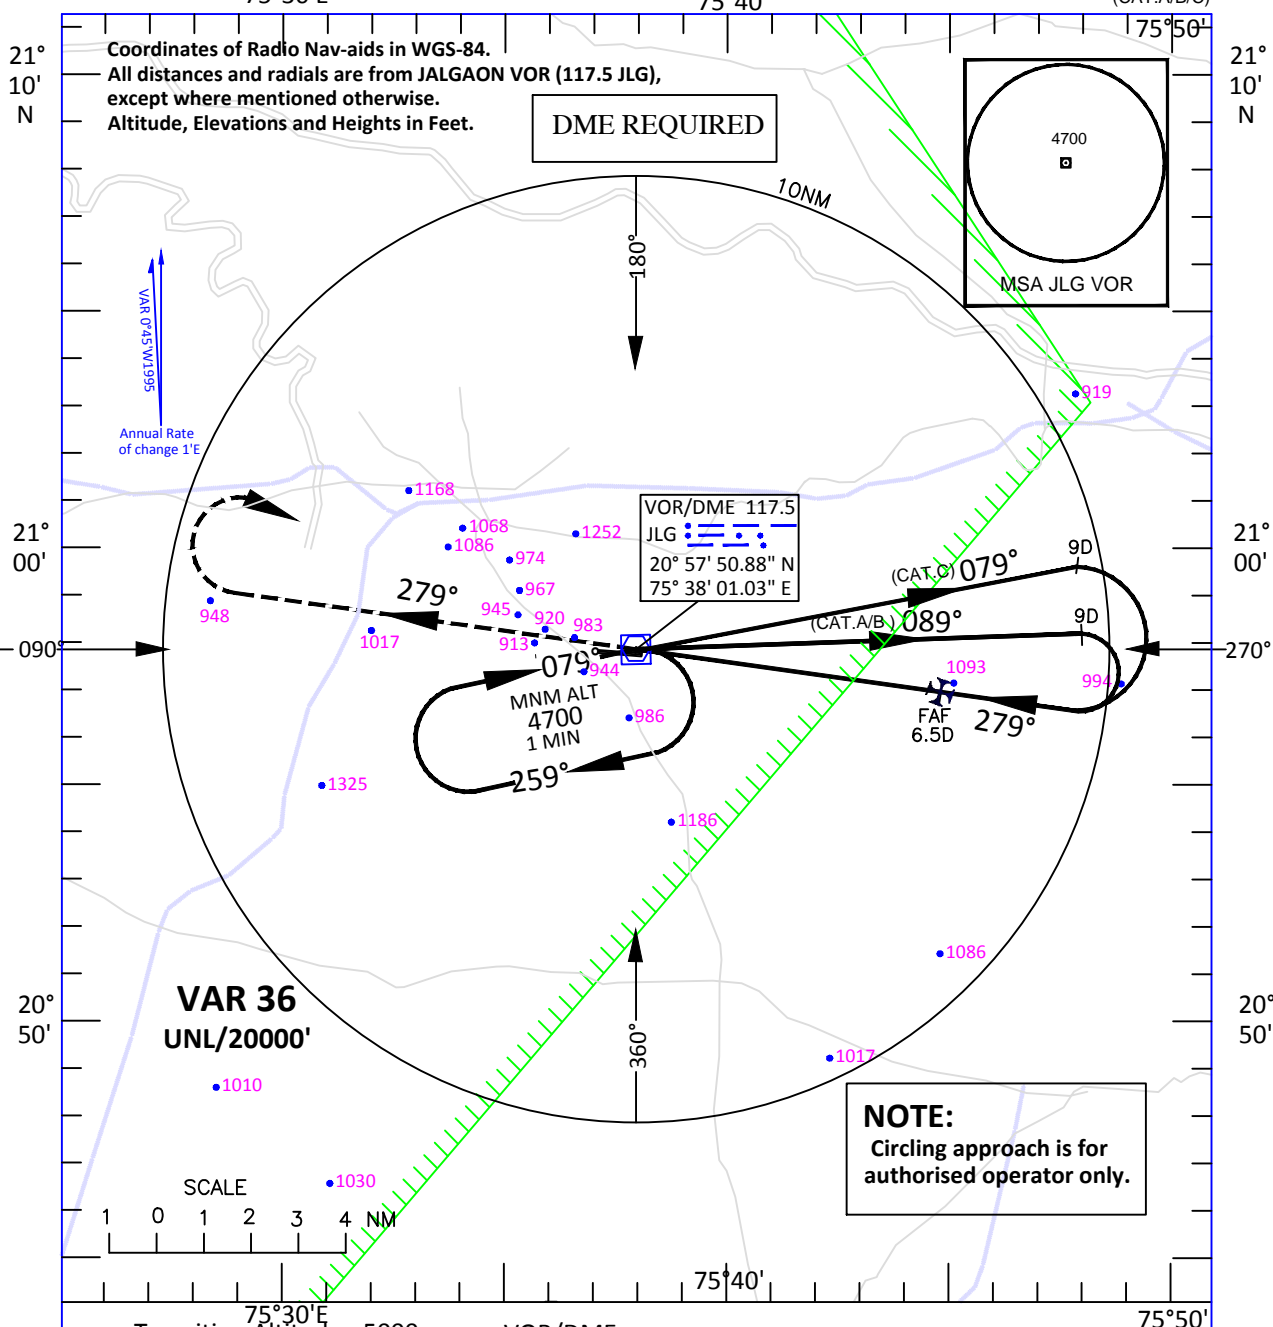 75°40'
75°50'
Coordinates of Radio Nav-aids in WGS-84.
All distances and radials are from JALGAON VOR (117.5 JLG),
except where mentioned otherwise.
Altitude, Elevations and Heights in Feet.
21°
10'
N
21°
10'
N
DME REQUIRED
4700
MSA JLG VOR
10NM
180°
VAR 0°45'W1995
Annual Rate
of change 1'E
919
1168
1068
1086
1252
974
967
945
920
983
913
948
1017
944
986
VOR/DME 117.5
JLG
20° 57' 50.88" N
75° 38' 01.03" E
21°
00'
21°
00'
(CAT.C) 079°
9D
(CAT.A/B) 089°
9D
279°
090°
270°
1093
994
FAF
6.5D
279°
079°
MNM ALT
4700
1 MIN
259°
1325
1186
1086
20°
50'
20°
50'
VAR 36
UNL/20000'
360°
1017
1010
1030
NOTE:
Circling approach is for
authorised operator only.
SCALE
1 0 1 2 3 4 NM
75°30'E
75°40'
75°50'